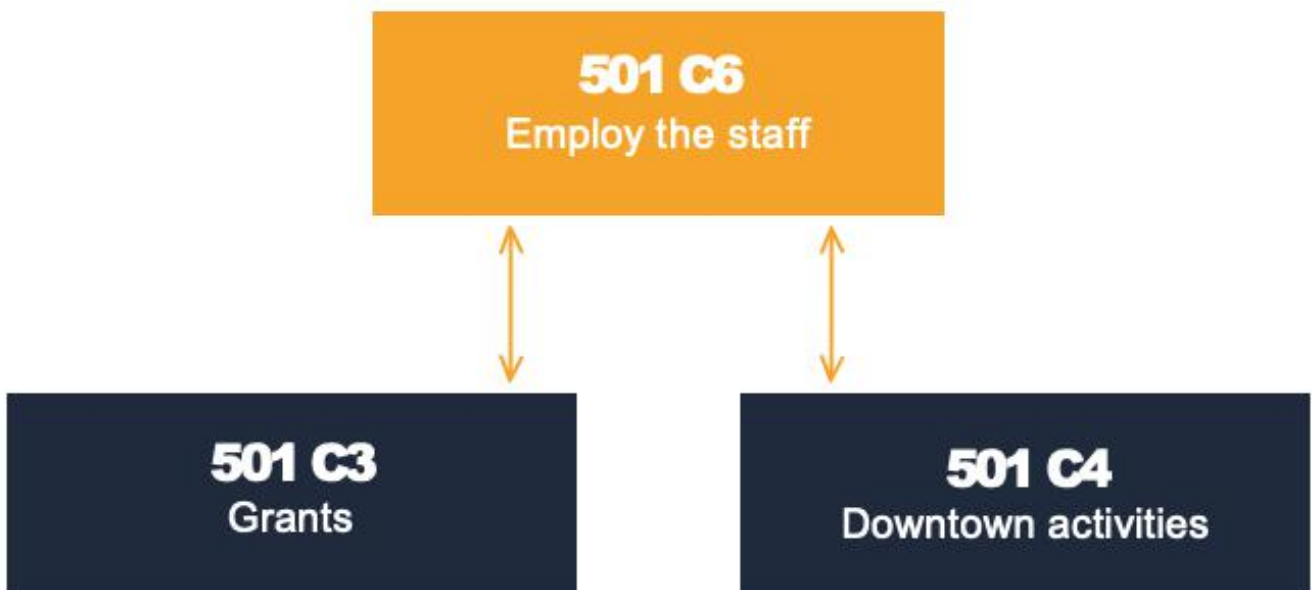 501 C6
Employ the staff
501 C3
Grants
501 C4
Downtown activities